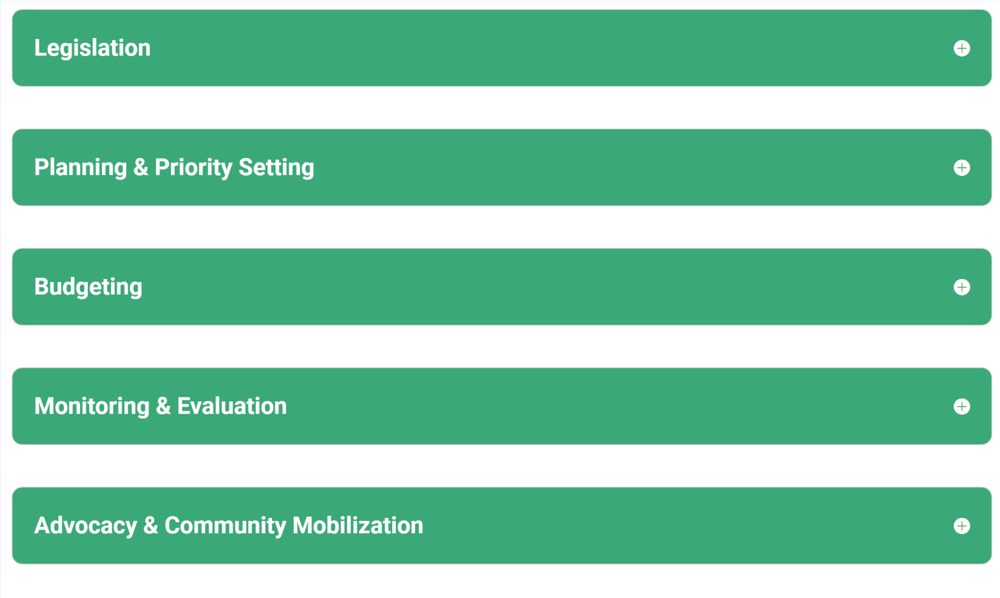 Legislation
Planning & Priority Setting
Budgeting
Monitoring & Evaluation
Advocacy & Community Mobilization